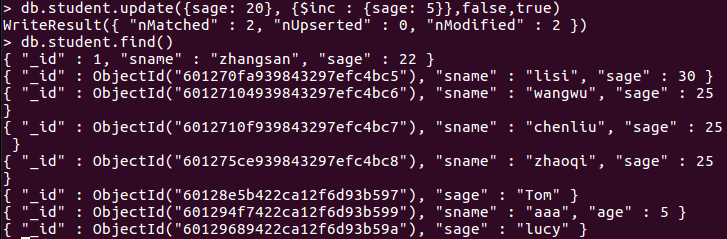 > db.student.update({sage: 20}, {$inc : {sage: 5}},false,true)
WriteResult({ "nMatched" : 2, "nUpserted" : 0, "nModified" : 2 })
> db.student.find()
{ "_id" : 1, "sname" : "zhangsan", "sage" : 22 }
{ "_id" : ObjectId("601270fa939843297efc4bc5"), "sname" : "lisi", "sage" : 30 }
{ "_id" : ObjectId("60127104939843297efc4bc6"), "sname" : "wangwu", "sage" : 25
}
{ "_id" : ObjectId("6012710f939843297efc4bc7"), "sname" : "chenliu", "sage" : 25
 }
{ "_id" : ObjectId("601275ce939843297efc4bc8"), "sname" : "zhaoqi", "sage" : 25
}
{ "_id" : ObjectId("60128e5b422ca12f6d93b597"), "sage" : "Tom" }
{ "_id" : ObjectId("601294f7422ca12f6d93b599"), "sname" : "aaa", "age" : 5 }
{ "_id" : ObjectId("60129689422ca12f6d93b59a"), "sage" : "lucy" }